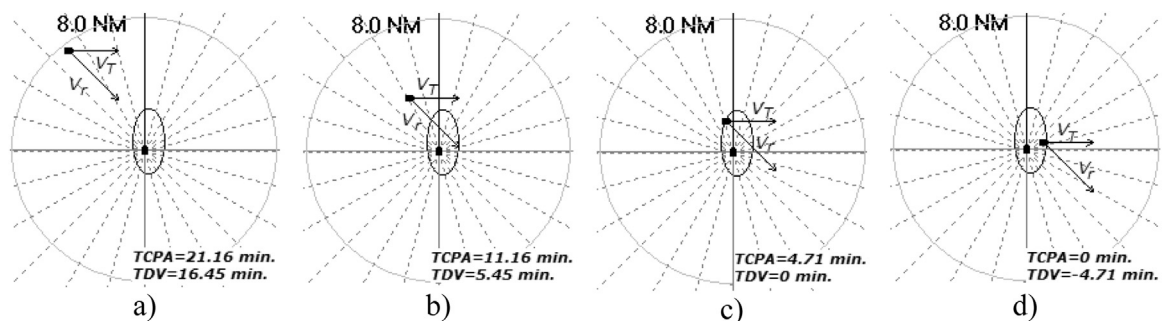 8.0 NM
V_T
V_r
TCPA=21.16 min.
TDV=16.45 min.
a)
8.0 NM
V_T
V_r
TCPA=11.16 min.
TDV=5.45 min.
b)
8.0 NM
V_T
V_r
TCPA=4.71 min.
TDV=0 min.
c)
8.0 NM
V_T
V_r
TCPA=0 min.
TDV=-4.71 min.
d)